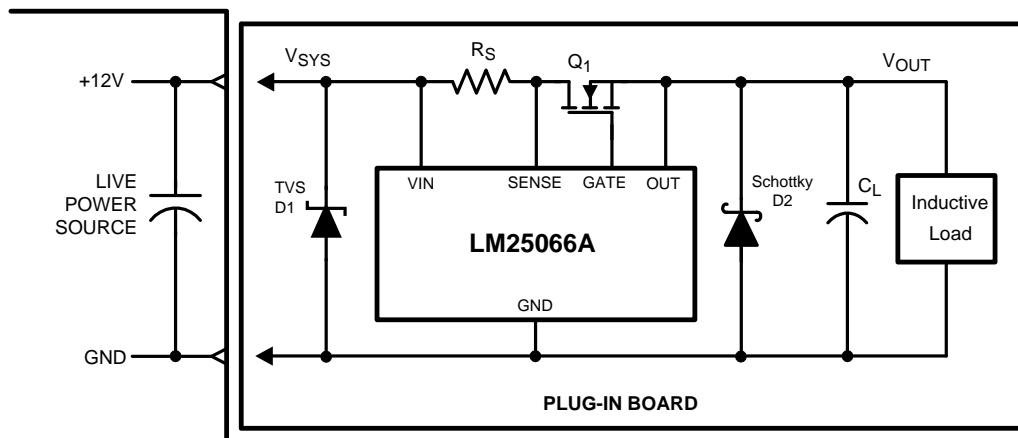 +12V
LIVE
POWER
SOURCE
GND
VSYS
RS
Q1
VOUT
TVS
D1
VIN
SENSE
GATE
OUT
LM25066A
GND
Schottky
D2
CL
Inductive
Load
PLUG-IN BOARD